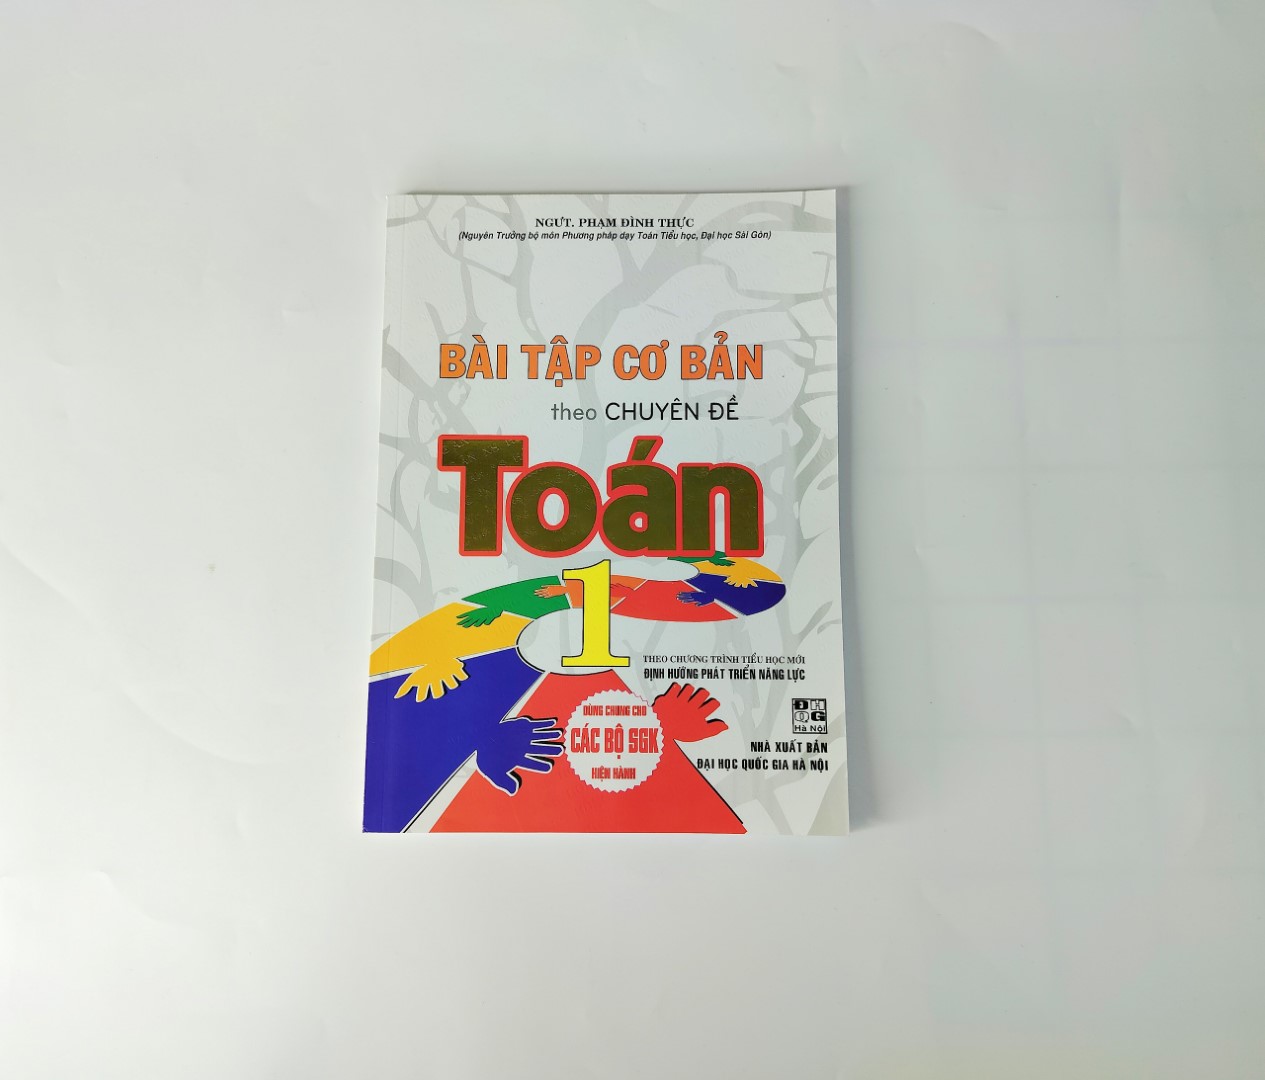 NGƯT. PHẠM ĐÌNH THỰC
(Nguyên Trưởng bộ môn Phương pháp dạy Toán Tiểu học, Đại học Sài Gòn)
BÀI TẬP CƠ BẢN
theo CHUYÊN ĐỀ
Toán
1
THEO CHƯƠNG TRÌNH TIỂU HỌC MỚI
ĐỊNH HƯỚNG PHÁT TRIỂN NĂNG LỰC
DÙNG CHUNG CHO
CÁC BỘ SGK
HIỆN HÀNH
ĐH
QG
Hà Nội
NHÀ XUẤT BẢN
ĐẠI HỌC QUỐC GIA HÀ NỘI